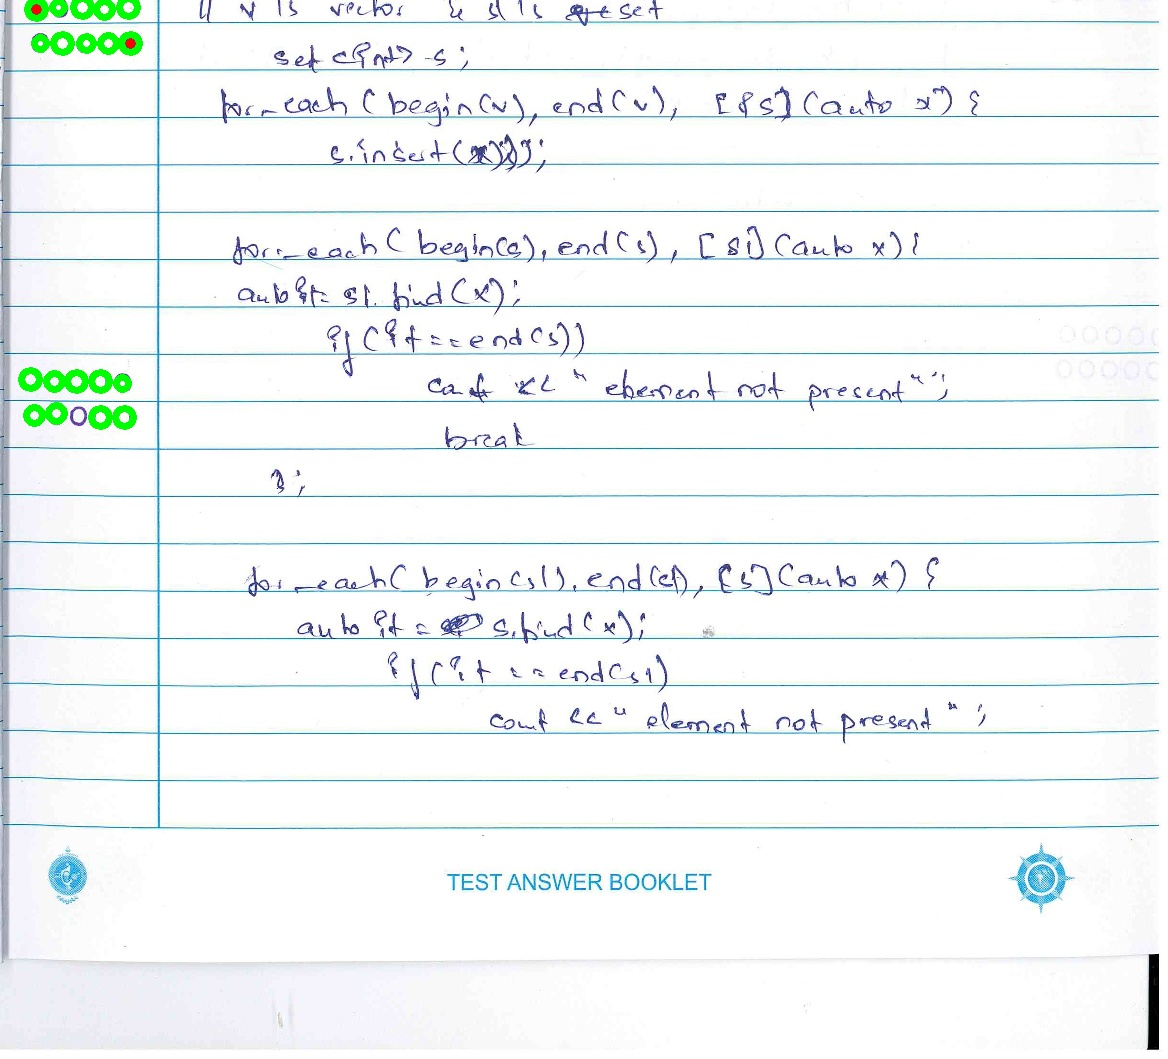 // v is vector & s1 is set
set <int> s;
for_each (begin(v), end(v), [&s] (auto x) {
s.insert(x)});
for_each ( begin(s), end(s), [s1] (auto x) {
auto it = s1.find(x);
if (it == end(s))
cout << " element not present " ;
break
};
for_each ( begin(s1), end(s1), [s] (auto x) {
auto it = s.find(x);
if (it == end(s1)
cout << " element not present " ;
TEST ANSWER BOOKLET